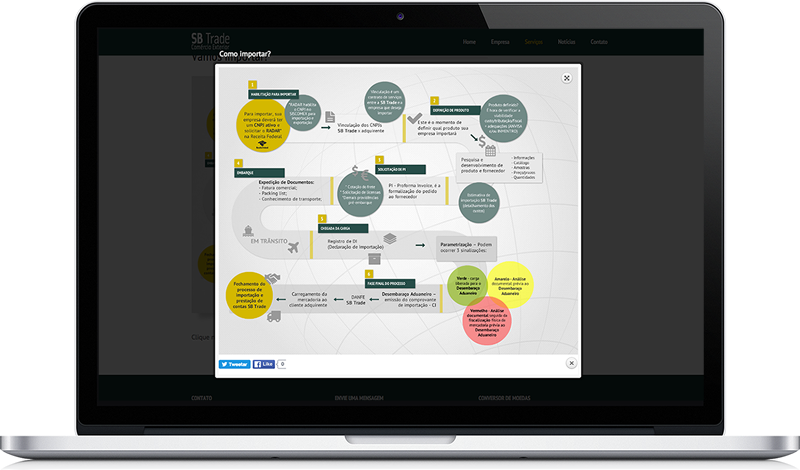 SB Trade
Comércio Exterior
Home
Empresa
Serviços
Notícias
Contato
Vamos importar?
Como importar?
1
HABILITAÇÃO PARA IMPORTAR
Para importar, sua
empresa deverá ter
um CNPJ ativo e
solicitar o RADAR*
na Receita Federal
*RADAR habilita
o CNPJ no
SISCOMEX para
importação e
exportação
Vinculação dos CNPJs
SB Trade x adquirente
Vinculação é um
contrato de serviços
entre a SB Trade e a
empresa que deseja
importar
2
DEFINIÇÃO DE PRODUTO
Este é o momento de
definir qual produto sua
empresa importará
Produto definido?
É hora de verificar a
viabilidade
custo/tributação/fiscal
+ adequações (ANVISA
e/ou INMETRO)
Pesquisa e
desenvolvimento de
produto e fornecedor
- Informações
- Catálogo
- Amostras
- Preços/prazos
- Quantidades
4
EMBARQUE
Expedição de Documentos:
- Fatura comercial;
- Packing list;
- Conhecimento de transporte;
* Cotação de frete
* Solicitação de licenças
*Demais providências
pré-embarque
3
SOLICITAÇÃO DE PI
PI - Proforma Invoice, é a
formalização do pedido
ao fornecedor
Estimativa de
importação SB Trade
(detalhamento dos
custos)
EM TRÂNSITO
5
CHEGADA DA CARGA
Registro de DI
(Declaração de Importação)
Parametrização - Podem
ocorrer 3 sinalizações:
Verde - carga
liberada para o
Desembaraço
Aduaneiro
Amarelo - Análise
documental prévia ao
Desembaraço
Aduaneiro
Vermelho - Análise
documental seguida de
fiscalização física da
mercadoria prévia ao
Desembaraço
Aduaneiro
6
FASE FINAL DO PROCESSO
Desembaraço Aduaneiro -
emissão do comprovante
de importação - CI
DANFE
SB Trade
Carregamento da
mercadoria ao
cliente adquirente
Fechamento do
processo de
importação e
prestação de
contas SB Trade
Clique
Tweetar
Like
0
CONTATO
ENVIE UMA MENSAGEM
CONVERSOR DE MOEDAS